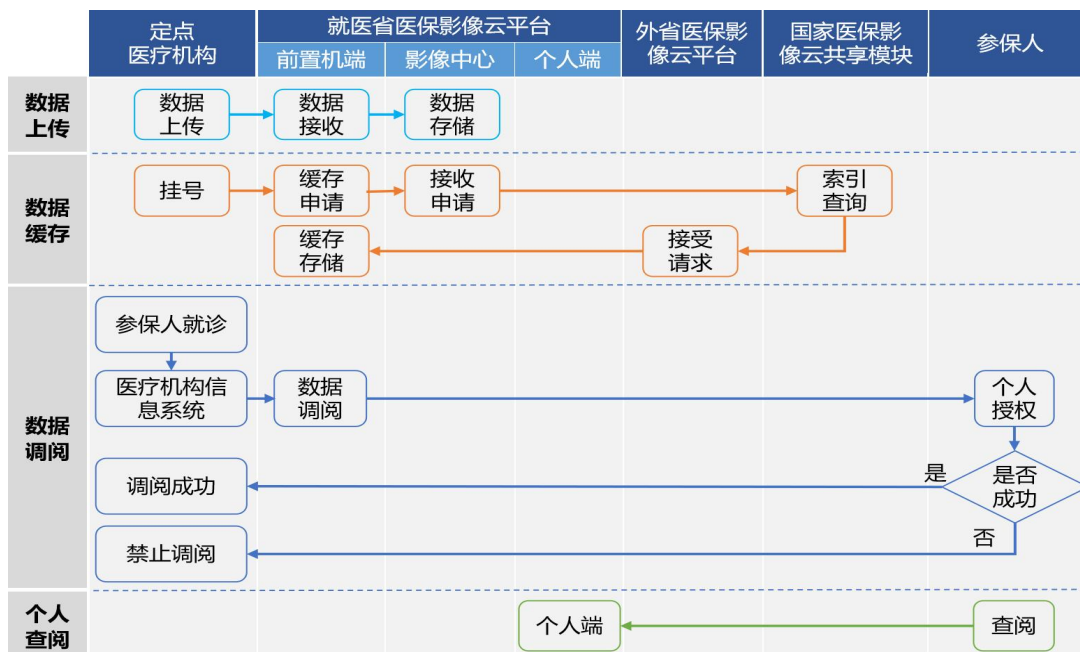 定点
医疗机构
就医省医保影像云平台
前置机端
影像中心
个人端
外省医保影
像云平台
国家医保影
像云共享模块
参保人
数据
上传
数据
上传
数据
接收
数据
存储
数据
缓存
挂号
缓存
申请
接收
申请
索引
查询
缓存
存储
接受
请求
数据
调阅
参保人就诊
医疗机构信
息系统
数据
调阅
个人
授权
调阅成功
是
是否
成功
禁止调阅
否
个人
查阅
个人端
查阅